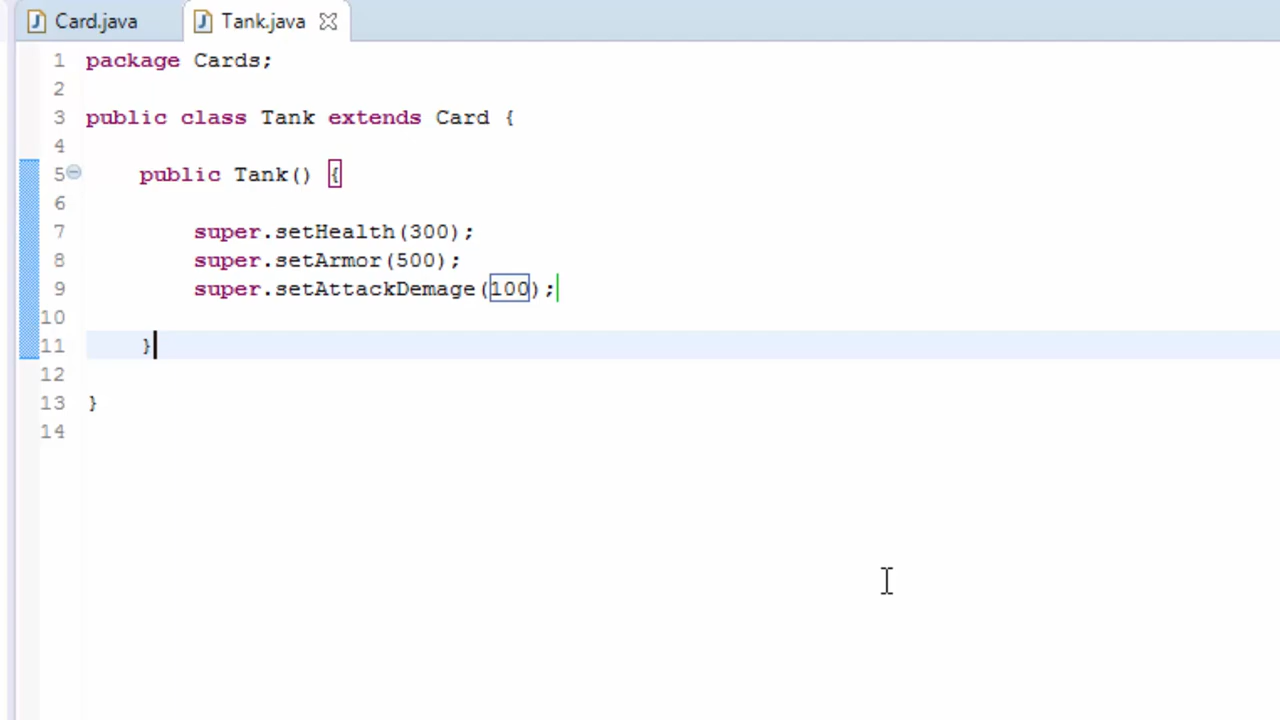 Card.java Tank.java
1 package Cards;
2
3 public class Tank extends Card {
4
5 public Tank() {
6
7 super.setHealth(300);
8 super.setArmor(500);
9 super.setAttackDemage(100);
10
11 }
12
13 }
14